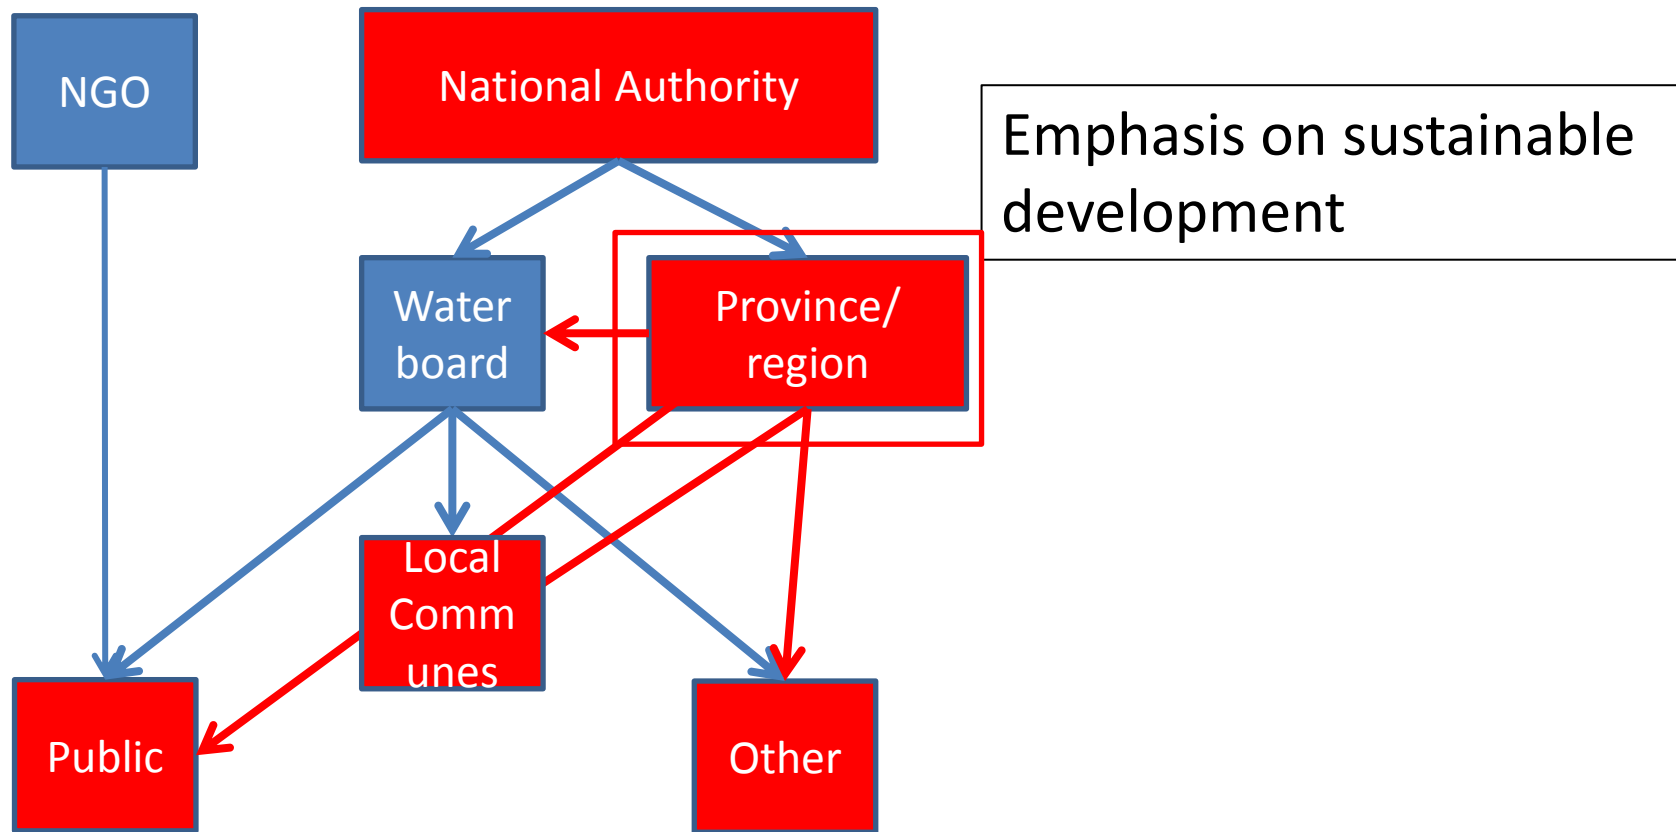 NGO
National Authority
Emphasis on sustainable
development
Water
board
Province/
region
Local
Comm
unes
Public
Other